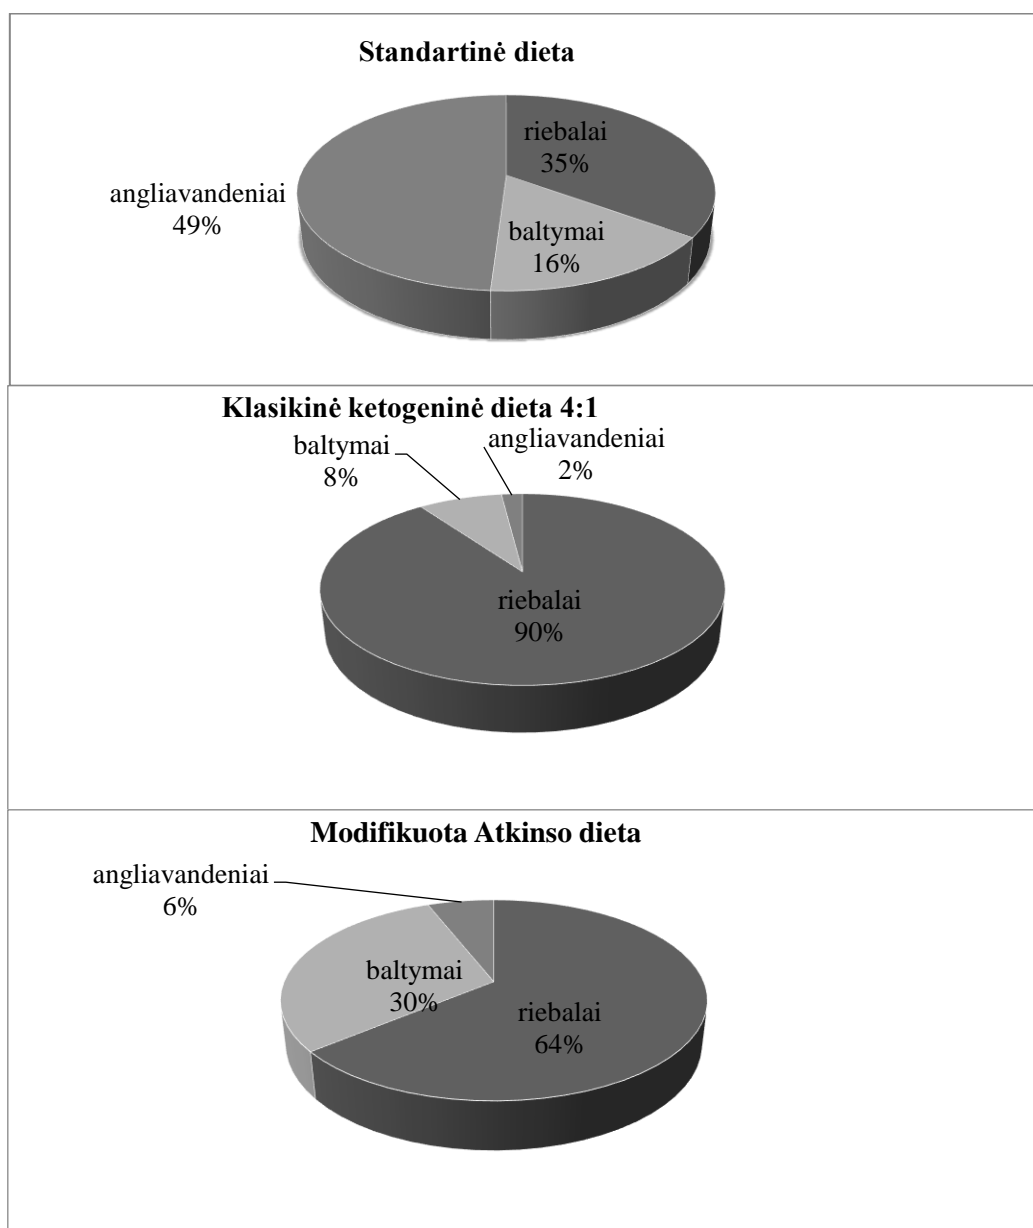 Standartinė dieta
riebalai
35%
angliavandeniai
49%
baltymai
16%
Klasikinė ketogeninė dieta 4:1
baltymai
8%
angliavandeniai
2%
riebalai
90%
Modifikuota Atkinso dieta
angliavandeniai
6%
baltymai
30%
riebalai
64%